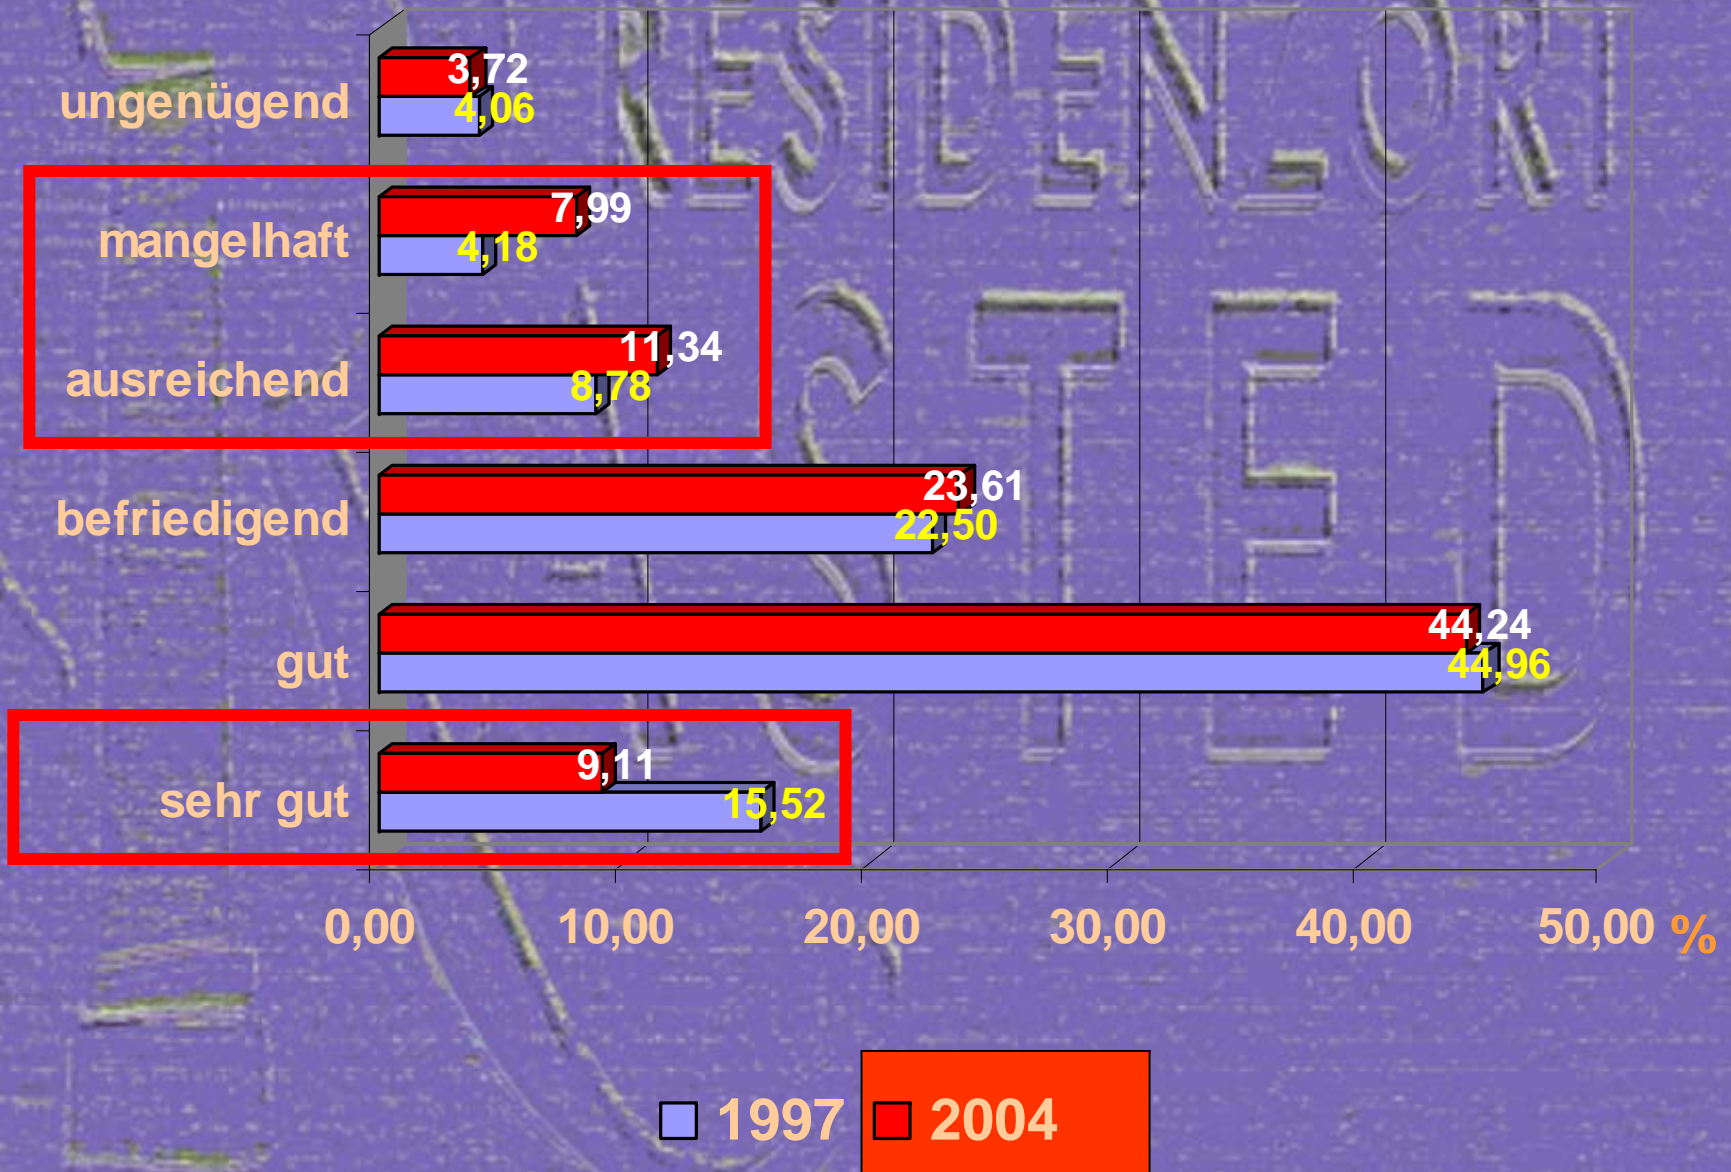 RESIDEN_ORT
TESTED
ungenügend
3,72
4,06
mangelhaft
7,99
4,18
ausreichend
11,34
8,78
befriedigend
23,61
22,50
gut
44,24
44,96
sehr gut
9,11
15,52
0,00 10,00 20,00 30,00 40,00 50,00 %
1997 2004